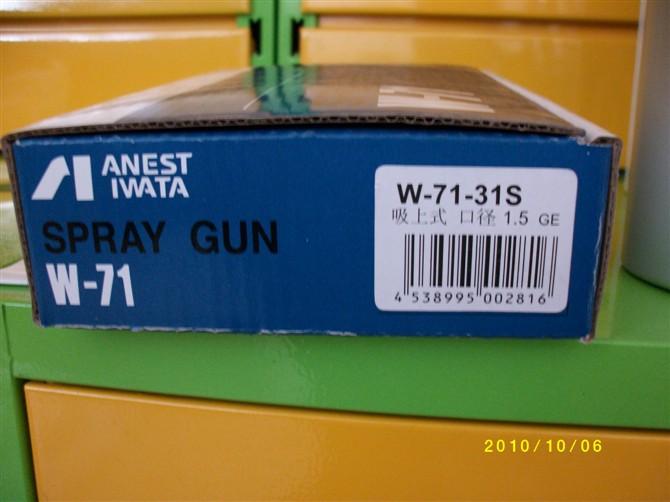 ANEST
IWATA
SPRAY GUN
W-71
W-71-31S
吸上式 口径 1.5 GE
4 538995 002816
2010/10/06